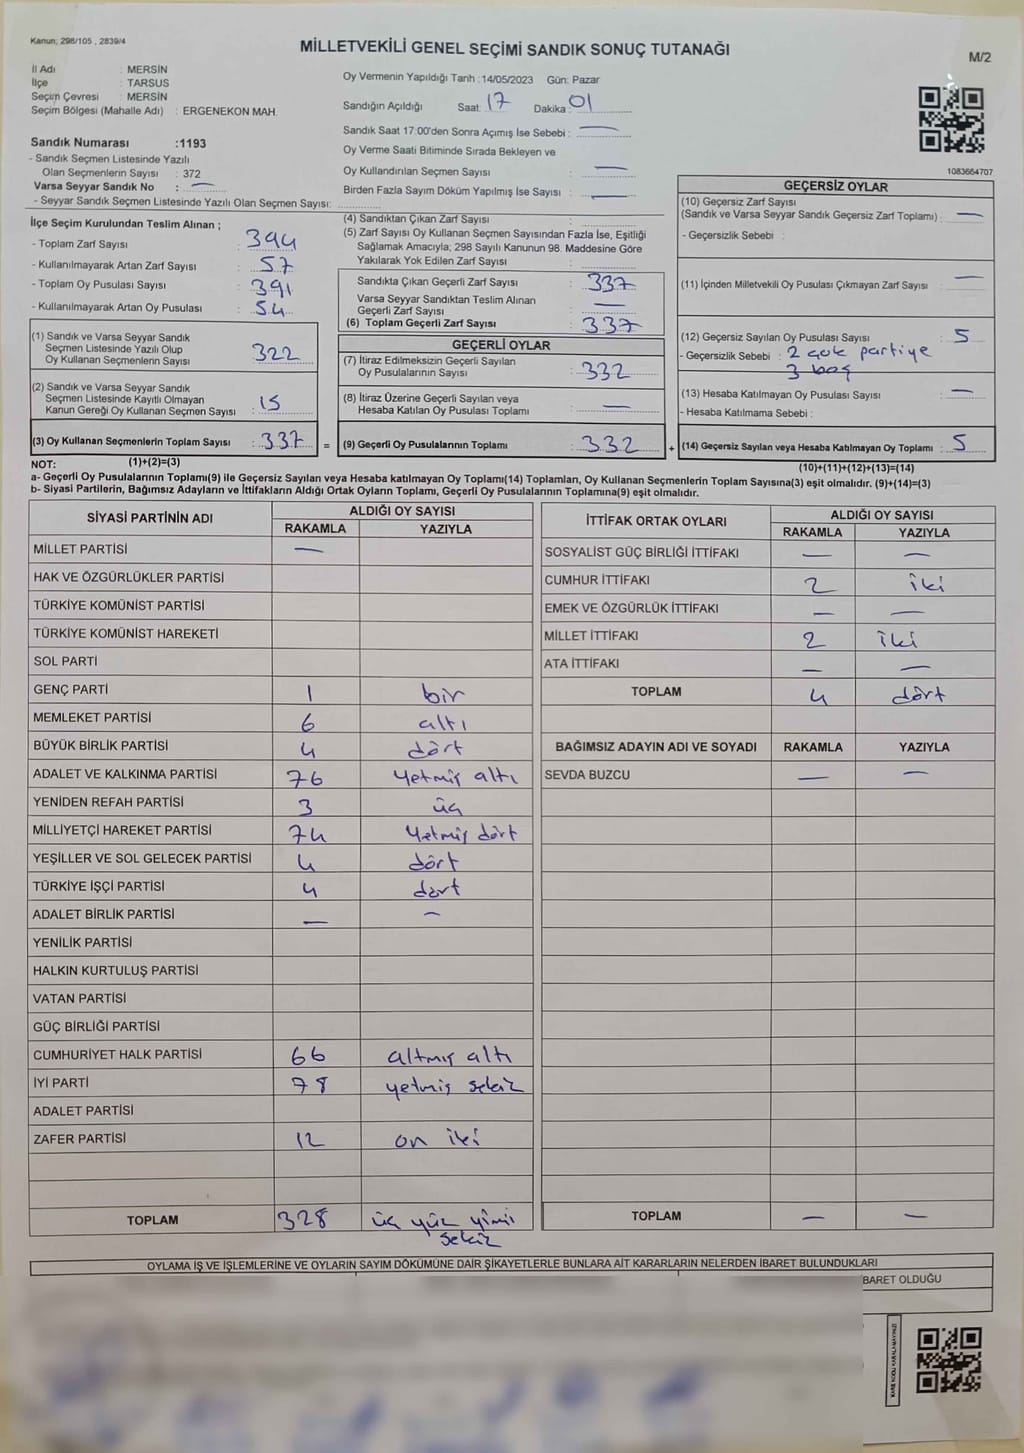 Kanun; 298/105 , 2839/4
MİLLETVEKİLİ GENEL SEÇİMİ SANDIK SONUÇ TUTANAĞI
M/2
İl Adı : MERSİN
İlçe : TARSUS
Seçim Çevresi : MERSİN
Seçim Bölgesi (Mahalle Adı) : ERGENEKON MAH.
Sandık Numarası :1193
- Sandık Seçmen Listesinde Yazılı
Olan Seçmenlerin Sayısı : 372
Varsa Seyyar Sandık No : —
- Seyyar Sandık Seçmen Listesinde Yazılı Olan Seçmen Sayısı:
Oy Vermenin Yapıldığı Tarih :14/05/2023 Gün: Pazar
Sandığın Açıldığı Saat: 17 Dakika: 01
Sandık Saat 17:00'den Sonra Açımış İse Sebebi : —
Oy Verme Saati Bitiminde Sırada Bekleyen ve
Oy Kullandırılan Seçmen Sayısı : —
Birden Fazla Sayım Döküm Yapılmış İse Sayısı : —
1083664707
İlçe Seçim Kurulundan Teslim Alınan ;
- Toplam Zarf Sayısı : 394
- Kullanılmayarak Artan Zarf Sayısı : 57
- Toplam Oy Pusulası Sayısı : 391
- Kullanılmayarak Artan Oy Pusulası : 54
(1) Sandık ve Varsa Seyyar Sandık
Seçmen Listesinde Yazılı Olup
Oy Kullanan Seçmenlerin Sayısı : 322
(2) Sandık ve Varsa Seyyar Sandık
Seçmen Listesinde Kayıtlı Olmayan
Kanun Gereği Oy Kullanan Seçmen Sayısı : 15
(3) Oy Kullanan Seçmenlerin Toplam Sayısı : 337 =
(4) Sandıktan Çıkan Zarf Sayısı :
(5) Zarf Sayısı Oy Kullanan Seçmen Sayısından Fazla İse, Eşitliği
Sağlamak Amacıyla; 298 Sayılı Kanunun 98. Maddesine Göre
Yakılarak Yok Edilen Zarf Sayısı :
Sandıkta Çıkan Geçerli Zarf Sayısı : 337
Varsa Seyyar Sandıktan Teslim Alınan
Geçerli Zarf Sayısı : —
(6) Toplam Geçerli Zarf Sayısı : 337
GEÇERLİ OYLAR
(7) İtiraz Edilmeksizin Geçerli Sayılan
Oy Pusulalarının Sayısı : 332
(8) İtiraz Üzerine Geçerli Sayılan veya
Hesaba Katılan Oy Pusulası Toplamı : —
(9) Geçerli Oy Pusulalarının Toplamı : 332 +
GEÇERSİZ OYLAR
(10) Geçersiz Zarf Sayısı
(Sandık ve Varsa Seyyar Sandık Geçersiz Zarf Toplamı) : —
- Geçersizlik Sebebi :
(11) İçinden Milletvekili Oy Pusulası Çıkmayan Zarf Sayısı : —
(12) Geçersiz Sayılan Oy Pusulası Sayısı : 5
- Geçersizlik Sebebi : 2 çok partiye
3 boş
(13) Hesaba Katılmayan Oy Pusulası Sayısı : —
- Hesaba Katılmama Sebebi :
(14) Geçersiz Sayılan veya Hesaba Katılmayan Oy Toplamı : 5
NOT: (1)+(2)=(3) (10)+(11)+(12)+(13)=(14)
a- Geçerli Oy Pusulalarının Toplamı(9) ile Geçersiz Sayılan veya Hesaba katılmayan Oy Toplamı(14) Toplamları, Oy Kullanan Seçmenlerin Toplam Sayısına(3) eşit olmalıdır. (9)+(14)=(3)
b- Siyasi Partilerin, Bağımsız Adayların ve İttifakların Aldığı Ortak Oyların Toplamı, Geçerli Oy Pusulalarının Toplamına(9) eşit olmalıdır.
SİYASİ PARTİNİN ADI ALDIĞI OY SAYISI
RAKAMLA YAZIYLA
MİLLET PARTİSİ —
HAK VE ÖZGÜRLÜKLER PARTİSİ
TÜRKİYE KOMÜNİST PARTİSİ
TÜRKİYE KOMÜNİST HAREKETİ
SOL PARTİ
GENÇ PARTİ 1 bir
MEMLEKET PARTİSİ 6 altı
BÜYÜK BİRLİK PARTİSİ 4 dört
ADALET VE KALKINMA PARTİSİ 76 Yetmiş altı
YENİDEN REFAH PARTİSİ 3 üç
MİLLİYETÇİ HAREKET PARTİSİ 74 Yetmiş dört
YEŞİLLER VE SOL GELECEK PARTİSİ 4 dört
TÜRKİYE İŞÇİ PARTİSİ 4 dört
ADALET BİRLİK PARTİSİ — —
YENİLİK PARTİSİ
HALKIN KURTULUŞ PARTİSİ
VATAN PARTİSİ
GÜÇ BİRLİĞİ PARTİSİ
CUMHURİYET HALK PARTİSİ 66 altmış altı
İYİ PARTİ 78 yetmiş sekiz
ADALET PARTİSİ
ZAFER PARTİSİ 12 on iki
TOPLAM 328 üç yüz yirmi
sekiz
İTTİFAK ORTAK OYLARI ALDIĞI OY SAYISI
RAKAMLA YAZIYLA
SOSYALİST GÜÇ BİRLİĞİ İTTİFAKI — —
CUMHUR İTTİFAKI 2 iki
EMEK VE ÖZGÜRLÜK İTTİFAKI — —
MİLLET İTTİFAKI 2 iki
ATA İTTİFAKI — —
TOPLAM 4 dört
BAĞIMSIZ ADAYIN ADI VE SOYADI RAKAMLA YAZIYLA
SEVDA BUZCU — —
TOPLAM — —
OYLAMA İŞ VE İŞLEMLERİNE VE OYLARIN SAYIM DÖKÜMÜNE DAİR ŞİKAYETLERLE BUNLARA AİT KARARLARIN NELERDEN İBARET BULUNDUKLARI
BARET OLDUĞU